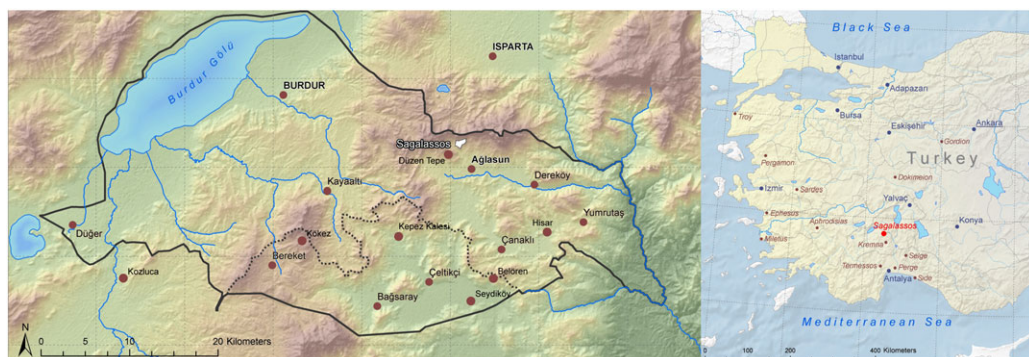 Burdur Gölü
BURDUR
ISPARTA
Sagalassos
Düzen Tepe
Ağlasun
Dereköy
Kayaaltı
Yumrutaş
Hisar
Düğer
Kökez
Kepez Kalesi
Çanaklı
Bereket
Kozluca
Çeltikçi
Belören
Bağsaray
Seydiköy
N
0 5 10 20 Kilometers
Black Sea
Istanbul
Adapazarı
Troy
Bursa
Eskişehir
Ankara
Gordion
Turkey
Pergamon
Dokimeion
Izmir
Sardes
Yalvaç
Ephesus
Aphrodisias
Sagalassos
Konya
Miletus
Kremna
Selge
Termessos
Perge
Side
Antalya
Mediterranean Sea
0 100 200 400 Kilometers